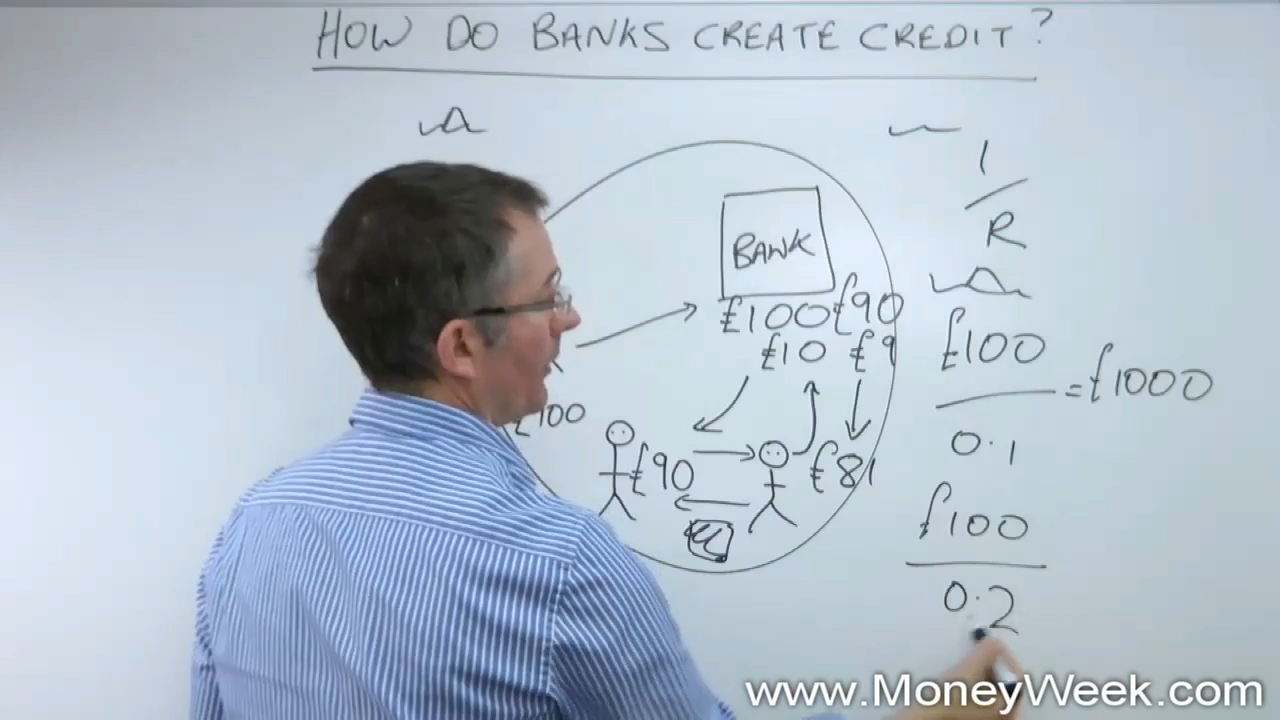 HOW DO BANKS CREATE CREDIT?
1
R
BANK
£100 £90
£10 £9
£100
0.1
= £1000
£100
£90
£81
£100
0.2
www.MoneyWeek.com